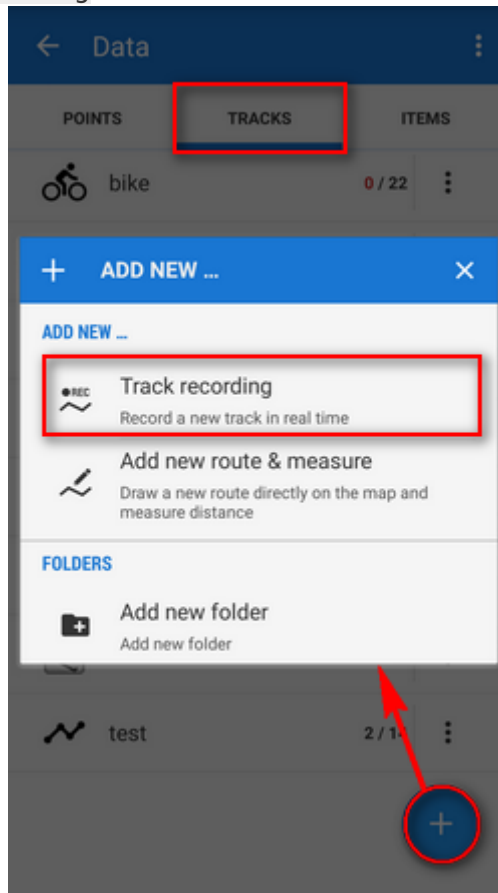 Data
POINTS TRACKS ITEMS
bike 0 / 22
ADD NEW ...
ADD NEW ...
REC
Track recording
Record a new track in real time
Add new route & measure
Draw a new route directly on the map and
measure distance
FOLDERS
Add new folder
Add new folder
test